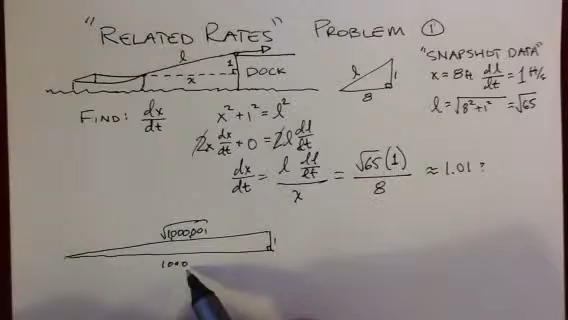 "RELATED RATES" PROBLEM ①
l
1
x
DOCK
l
1
8
"SNAPSHOT DATA"
x = 8 ft dl/dt = 1 ft/s
l = √(8²+1²) = √65
FIND: dx/dt
x² + 1² = l²
2x dx/dt + 0 = 2l dl/dt
dx/dt = (l dl/dt)/x = (√65 (1))/8 ≈ 1.01 ?
√1000001
1
1000